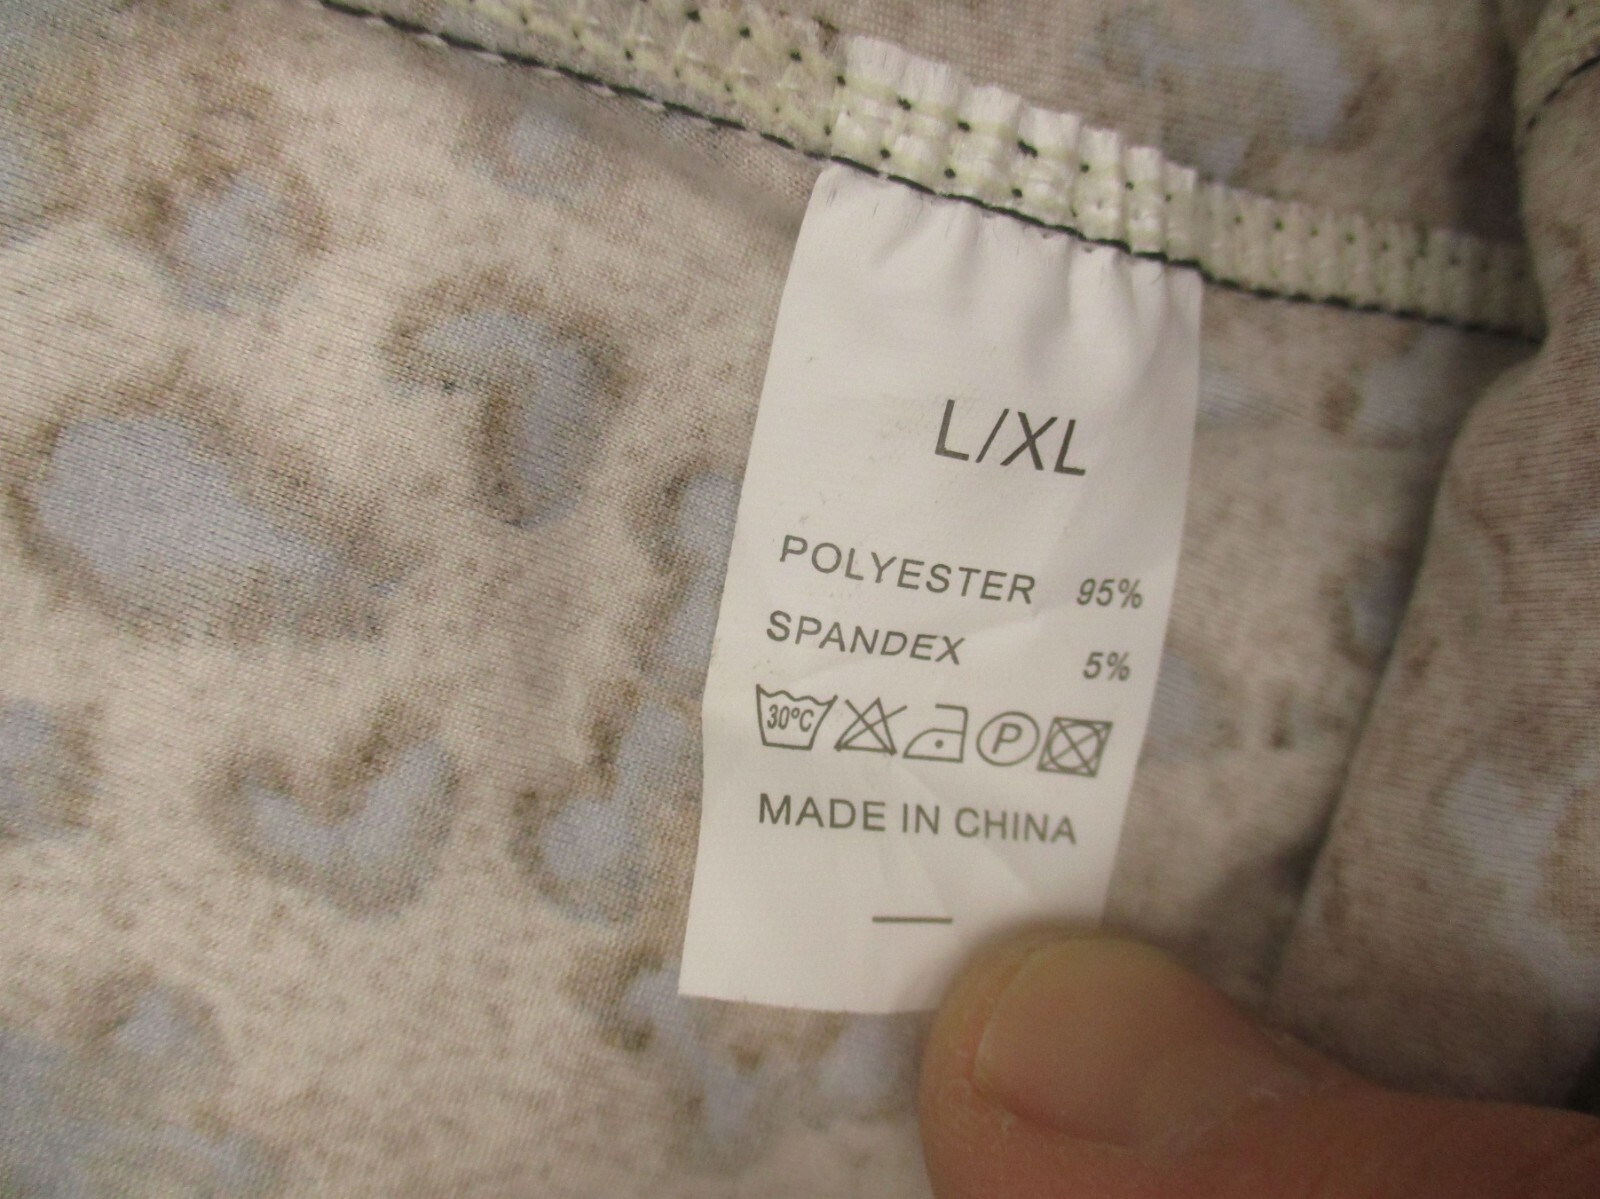 L/XL
POLYESTER 95%
SPANDEX 5%
30°C P
MADE IN CHINA